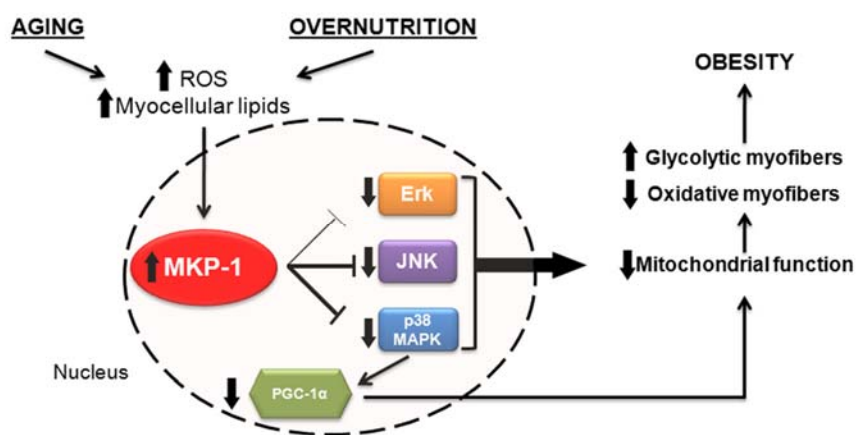 AGING
OVERNUTRITION
ROS
Myocellular lipids
OBESITY
Glycolytic myofibers
Oxidative myofibers
Mitochondrial function
Erk
MKP-1
JNK
p38
MAPK
Nucleus
PGC-1α